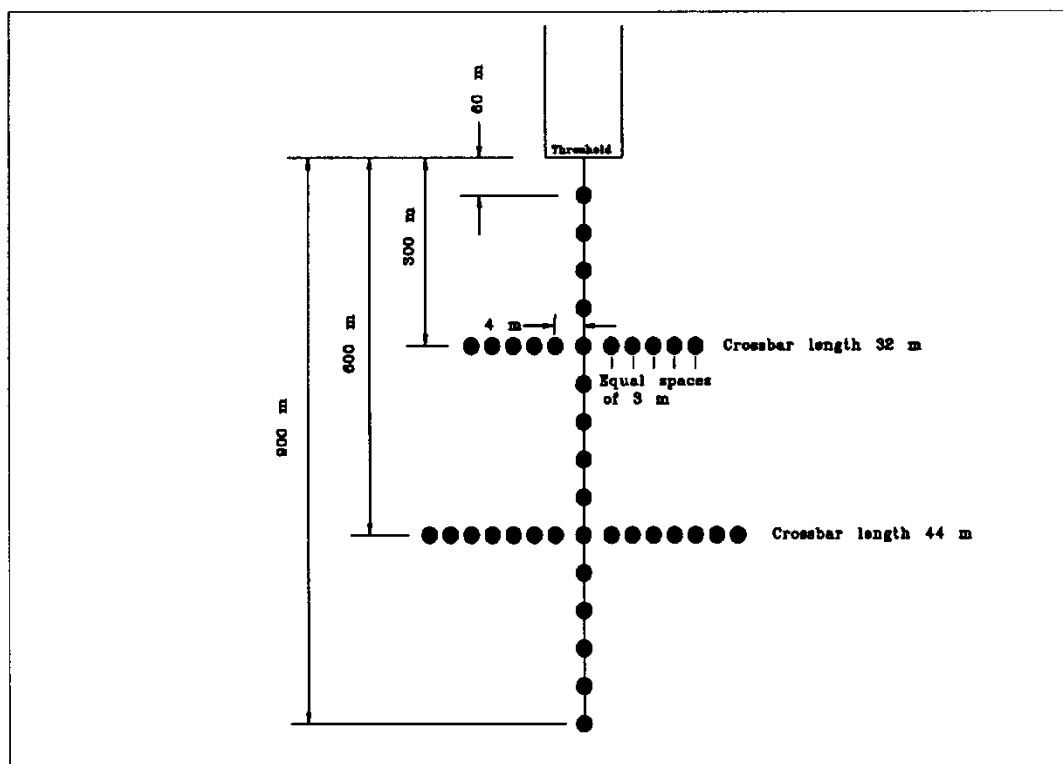 60 m
Threshold
300 m
600 m
900 m
4 m
Crossbar length 32 m
Equal spaces
of 3 m
Crossbar length 44 m